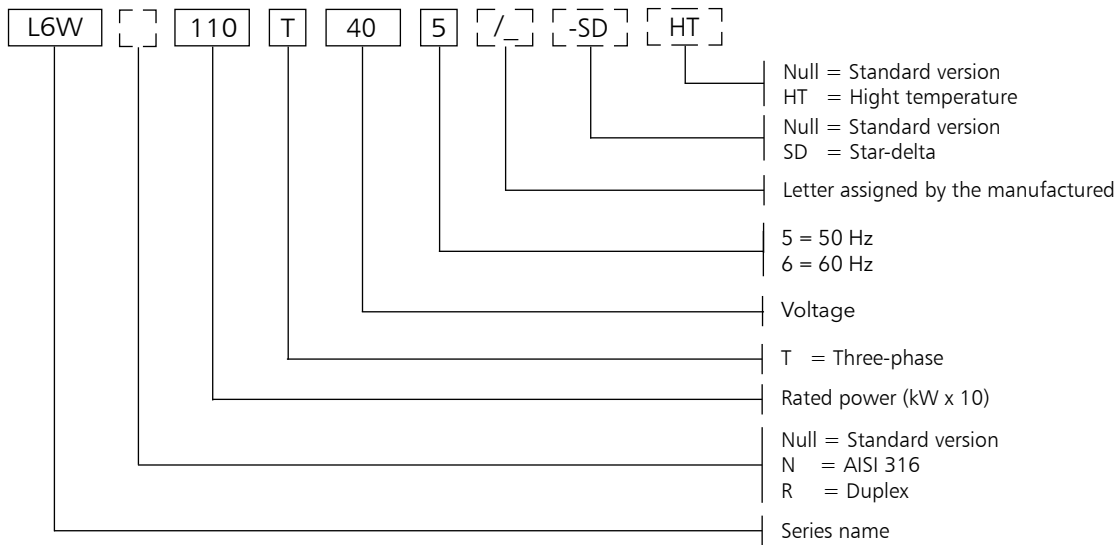 L6W 110 T 40 5 /_ -SD HT
Null = Standard version
HT = Hight temperature
Null = Standard version
SD = Star-delta
Letter assigned by the manufactured
5 = 50 Hz
6 = 60 Hz
Voltage
T = Three-phase
Rated power (kW x 10)
Null = Standard version
N = AISI 316
R = Duplex
Series name